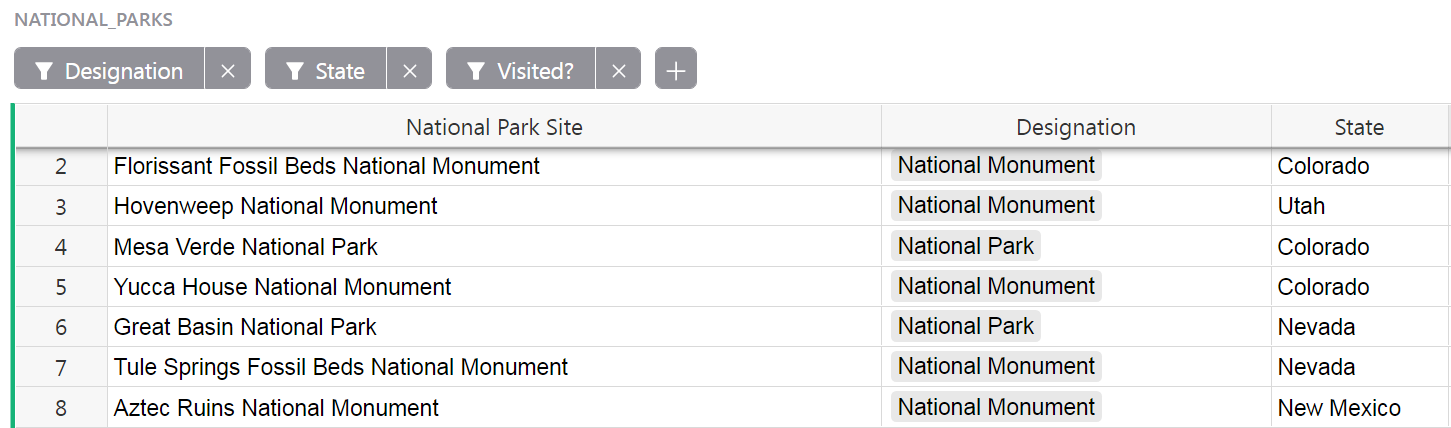 NATIONAL_PARKS
Designation × State × Visited? × +
National Park Site Designation State
2 Florissant Fossil Beds National Monument National Monument Colorado
3 Hovenweep National Monument National Monument Utah
4 Mesa Verde National Park National Park Colorado
5 Yucca House National Monument National Monument Colorado
6 Great Basin National Park National Park Nevada
7 Tule Springs Fossil Beds National Monument National Monument Nevada
8 Aztec Ruins National Monument National Monument New Mexico